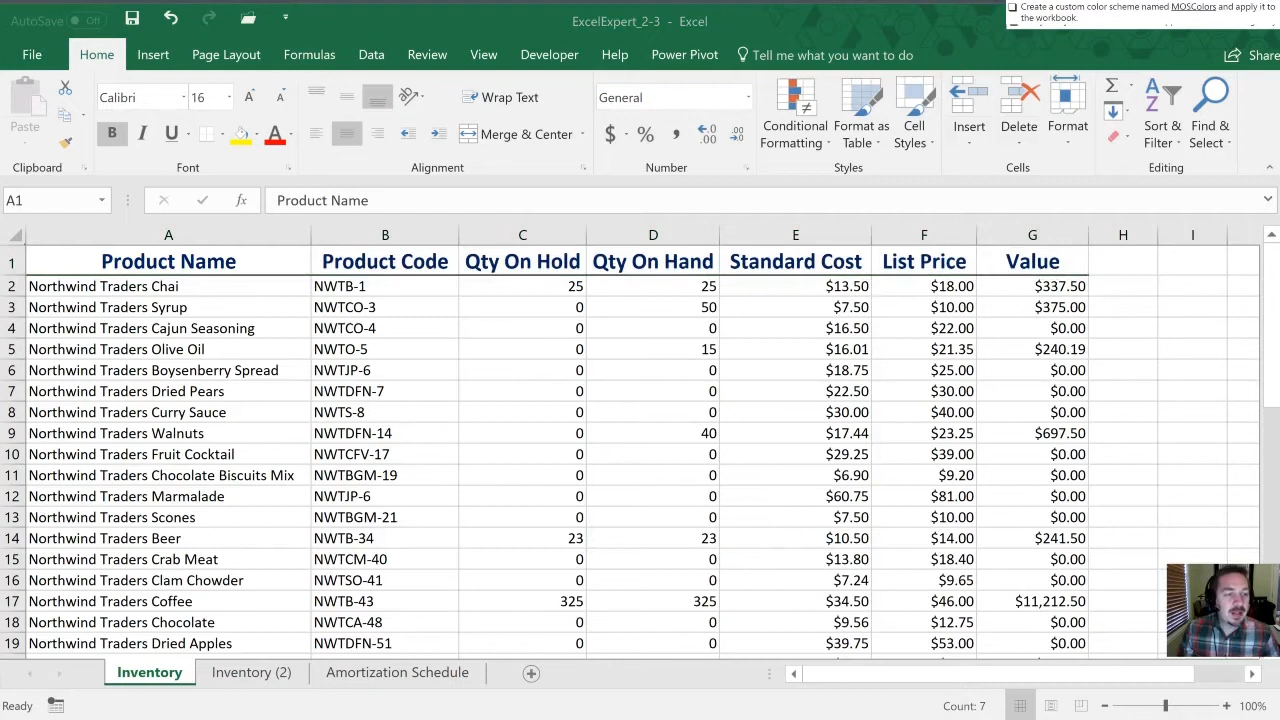 AutoSave Off
ExcelExpert_2-3 - Excel
Create a custom color scheme named MOSColors and apply it to
the workbook.
File Home Insert Page Layout Formulas Data Review View Developer Help Power Pivot Tell me what you want to do Share
Paste
Calibri 16
B I U A
Wrap Text
Merge & Center
General
$ % ,
Conditional Formatting
Format as Table
Cell Styles
Insert Delete Format
Sort & Filter
Find & Select
Clipboard Font Alignment Number Styles Cells Editing
A1 fx Product Name
A B C D E F G H I
1 Product Name Product Code Qty On Hold Qty On Hand Standard Cost List Price Value
2 Northwind Traders Chai NWTB-1 25 25 $13.50 $18.00 $337.50
3 Northwind Traders Syrup NWTCO-3 0 50 $7.50 $10.00 $375.00
4 Northwind Traders Cajun Seasoning NWTCO-4 0 0 $16.50 $22.00 $0.00
5 Northwind Traders Olive Oil NWTO-5 0 15 $16.01 $21.35 $240.19
6 Northwind Traders Boysenberry Spread NWTJP-6 0 0 $18.75 $25.00 $0.00
7 Northwind Traders Dried Pears NWTDFN-7 0 0 $22.50 $30.00 $0.00
8 Northwind Traders Curry Sauce NWTS-8 0 0 $30.00 $40.00 $0.00
9 Northwind Traders Walnuts NWTDFN-14 0 40 $17.44 $23.25 $697.50
10 Northwind Traders Fruit Cocktail NWTCFV-17 0 0 $29.25 $39.00 $0.00
11 Northwind Traders Chocolate Biscuits Mix NWTBGM-19 0 0 $6.90 $9.20 $0.00
12 Northwind Traders Marmalade NWTJP-6 0 0 $60.75 $81.00 $0.00
13 Northwind Traders Scones NWTBGM-21 0 0 $7.50 $10.00 $0.00
14 Northwind Traders Beer NWTB-34 23 23 $10.50 $14.00 $241.50
15 Northwind Traders Crab Meat NWTCM-40 0 0 $13.80 $18.40 $0.00
16 Northwind Traders Clam Chowder NWTSO-41 0 0 $7.24 $9.65 $0.00
17 Northwind Traders Coffee NWTB-43 325 325 $34.50 $46.00 $11,212.50
18 Northwind Traders Chocolate NWTCA-48 0 0 $9.56 $12.75 $0.00
19 Northwind Traders Dried Apples NWTDFN-51 0 0 $39.75 $53.00 $0.00
Inventory Inventory (2) Amortization Schedule
Ready Count: 7 100%